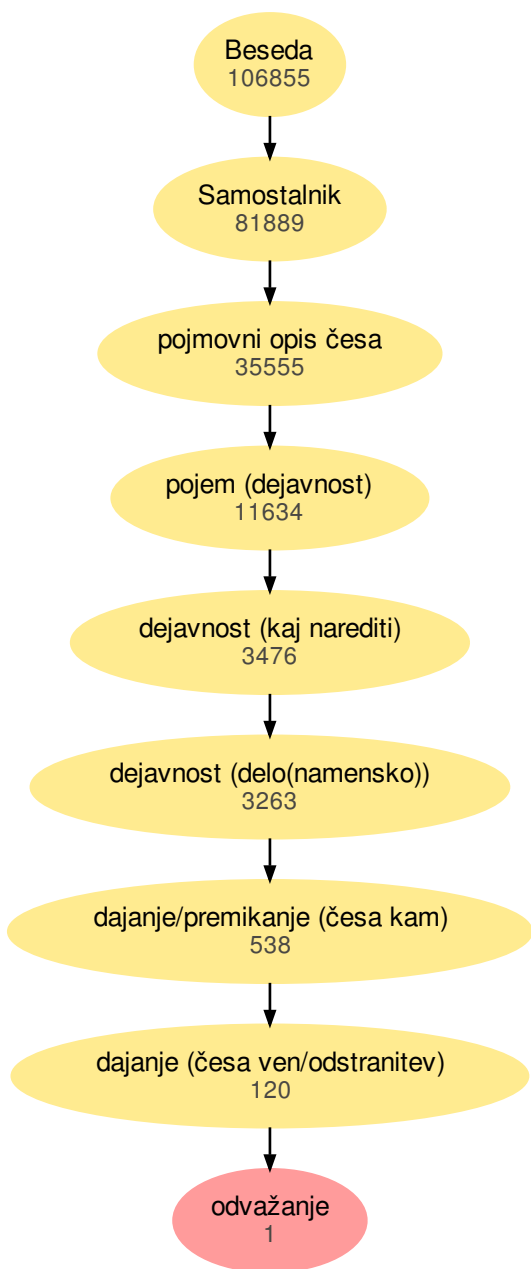 Beseda
106855
Samostalnik
81889
pojmovni opis česa
35555
pojem (dejavnost)
11634
dejavnost (kaj narediti)
3476
dejavnost (delo(namensko))
3263
dajanje/premikanje (česa kam)
538
dajanje (česa ven/odstranitev)
120
odvažanje
1